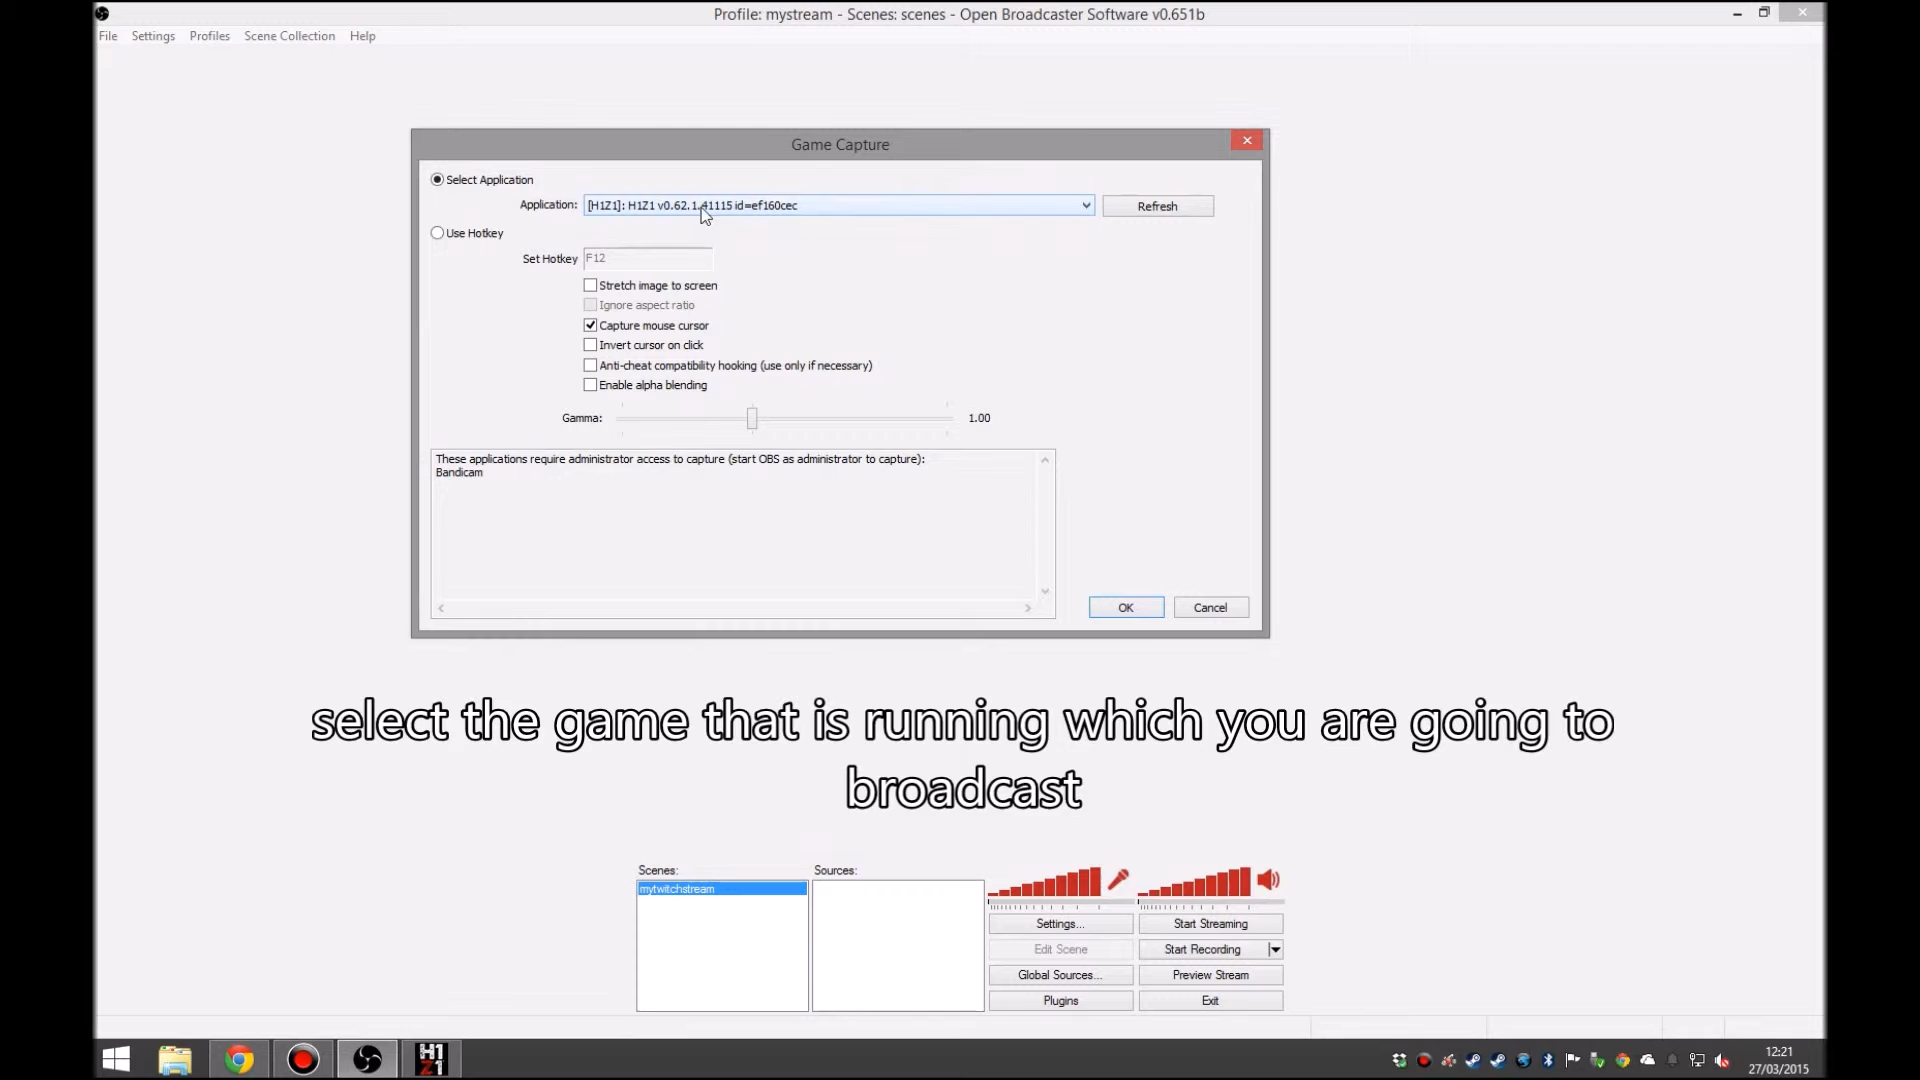 Profile: mystream - Scenes: scenes - Open Broadcaster Software v0.651b
File Settings Profiles Scene Collection Help
Game Capture
Select Application
Application: [H1Z1]: H1Z1 v0.62.1.41115 id=ef160cec Refresh
Use Hotkey
Set Hotkey F12
Stretch image to screen
Ignore aspect ratio
Capture mouse cursor
Invert cursor on click
Anti-cheat compatibility hooking (use only if necessary)
Enable alpha blending
Gamma: 1.00
These applications require administrator access to capture (start OBS as administrator to capture):
Bandicam
OK Cancel
select the game that is running which you are going to
broadcast
Scenes: Sources:
mytwitchstream
Settings... Start Streaming
Edit Scene Start Recording
Global Sources... Preview Stream
Plugins Exit
H1
Z1
12:21
27/03/2015